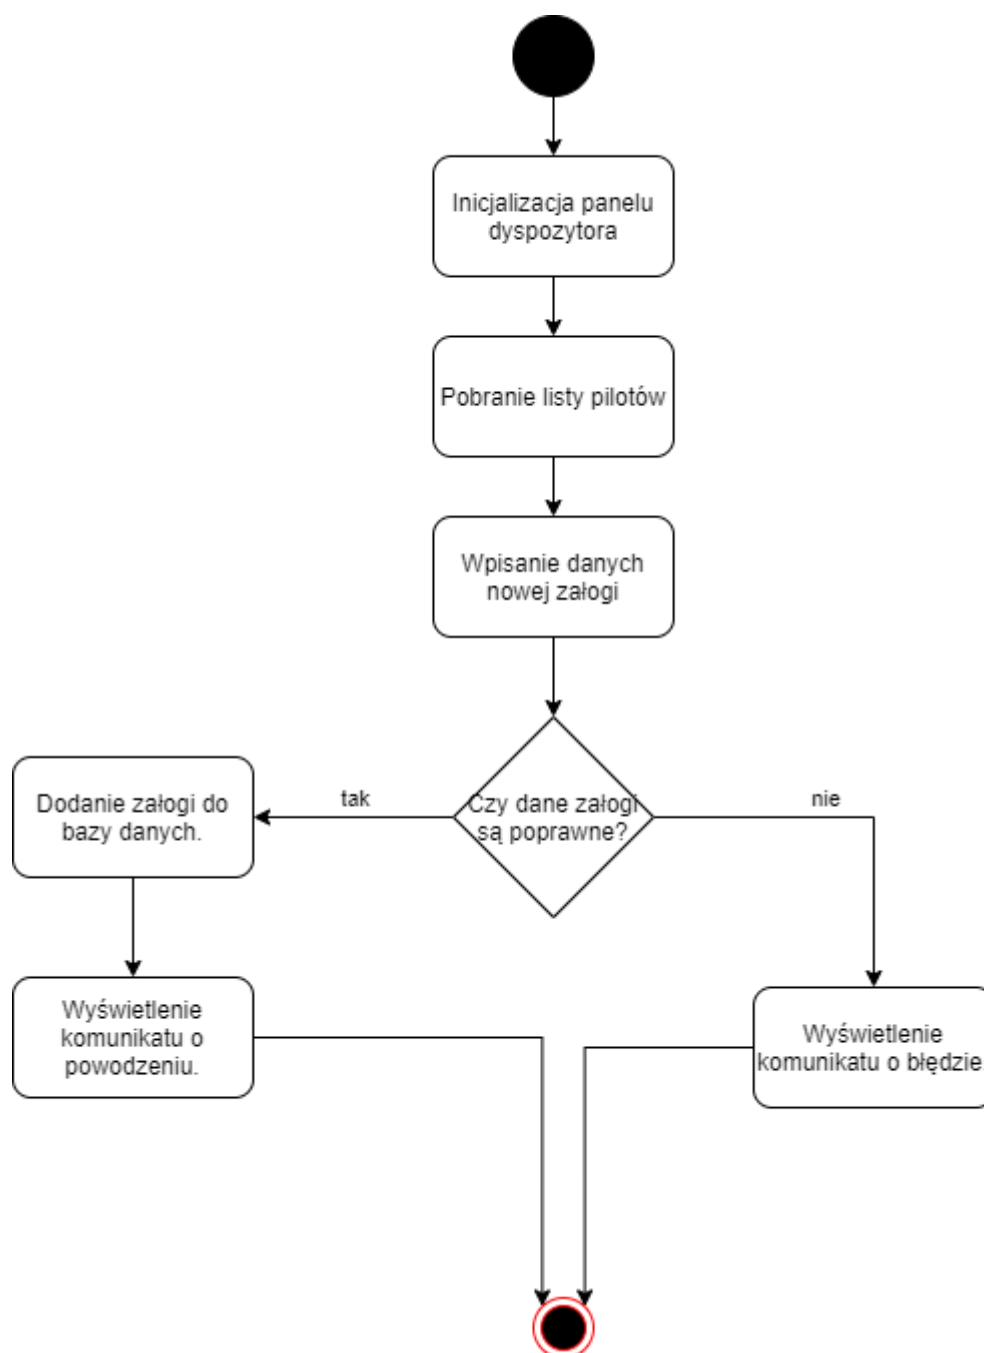 Inicjalizacja panelu
dyspozytora
Pobranie listy pilotów
Wpisanie danych
nowej załogi
Czy dane załogi
są poprawne?
tak
nie
Dodanie załogi do
bazy danych.
Wyświetlenie
komunikatu o
powodzeniu.
Wyświetlenie
komunikatu o błędzie.